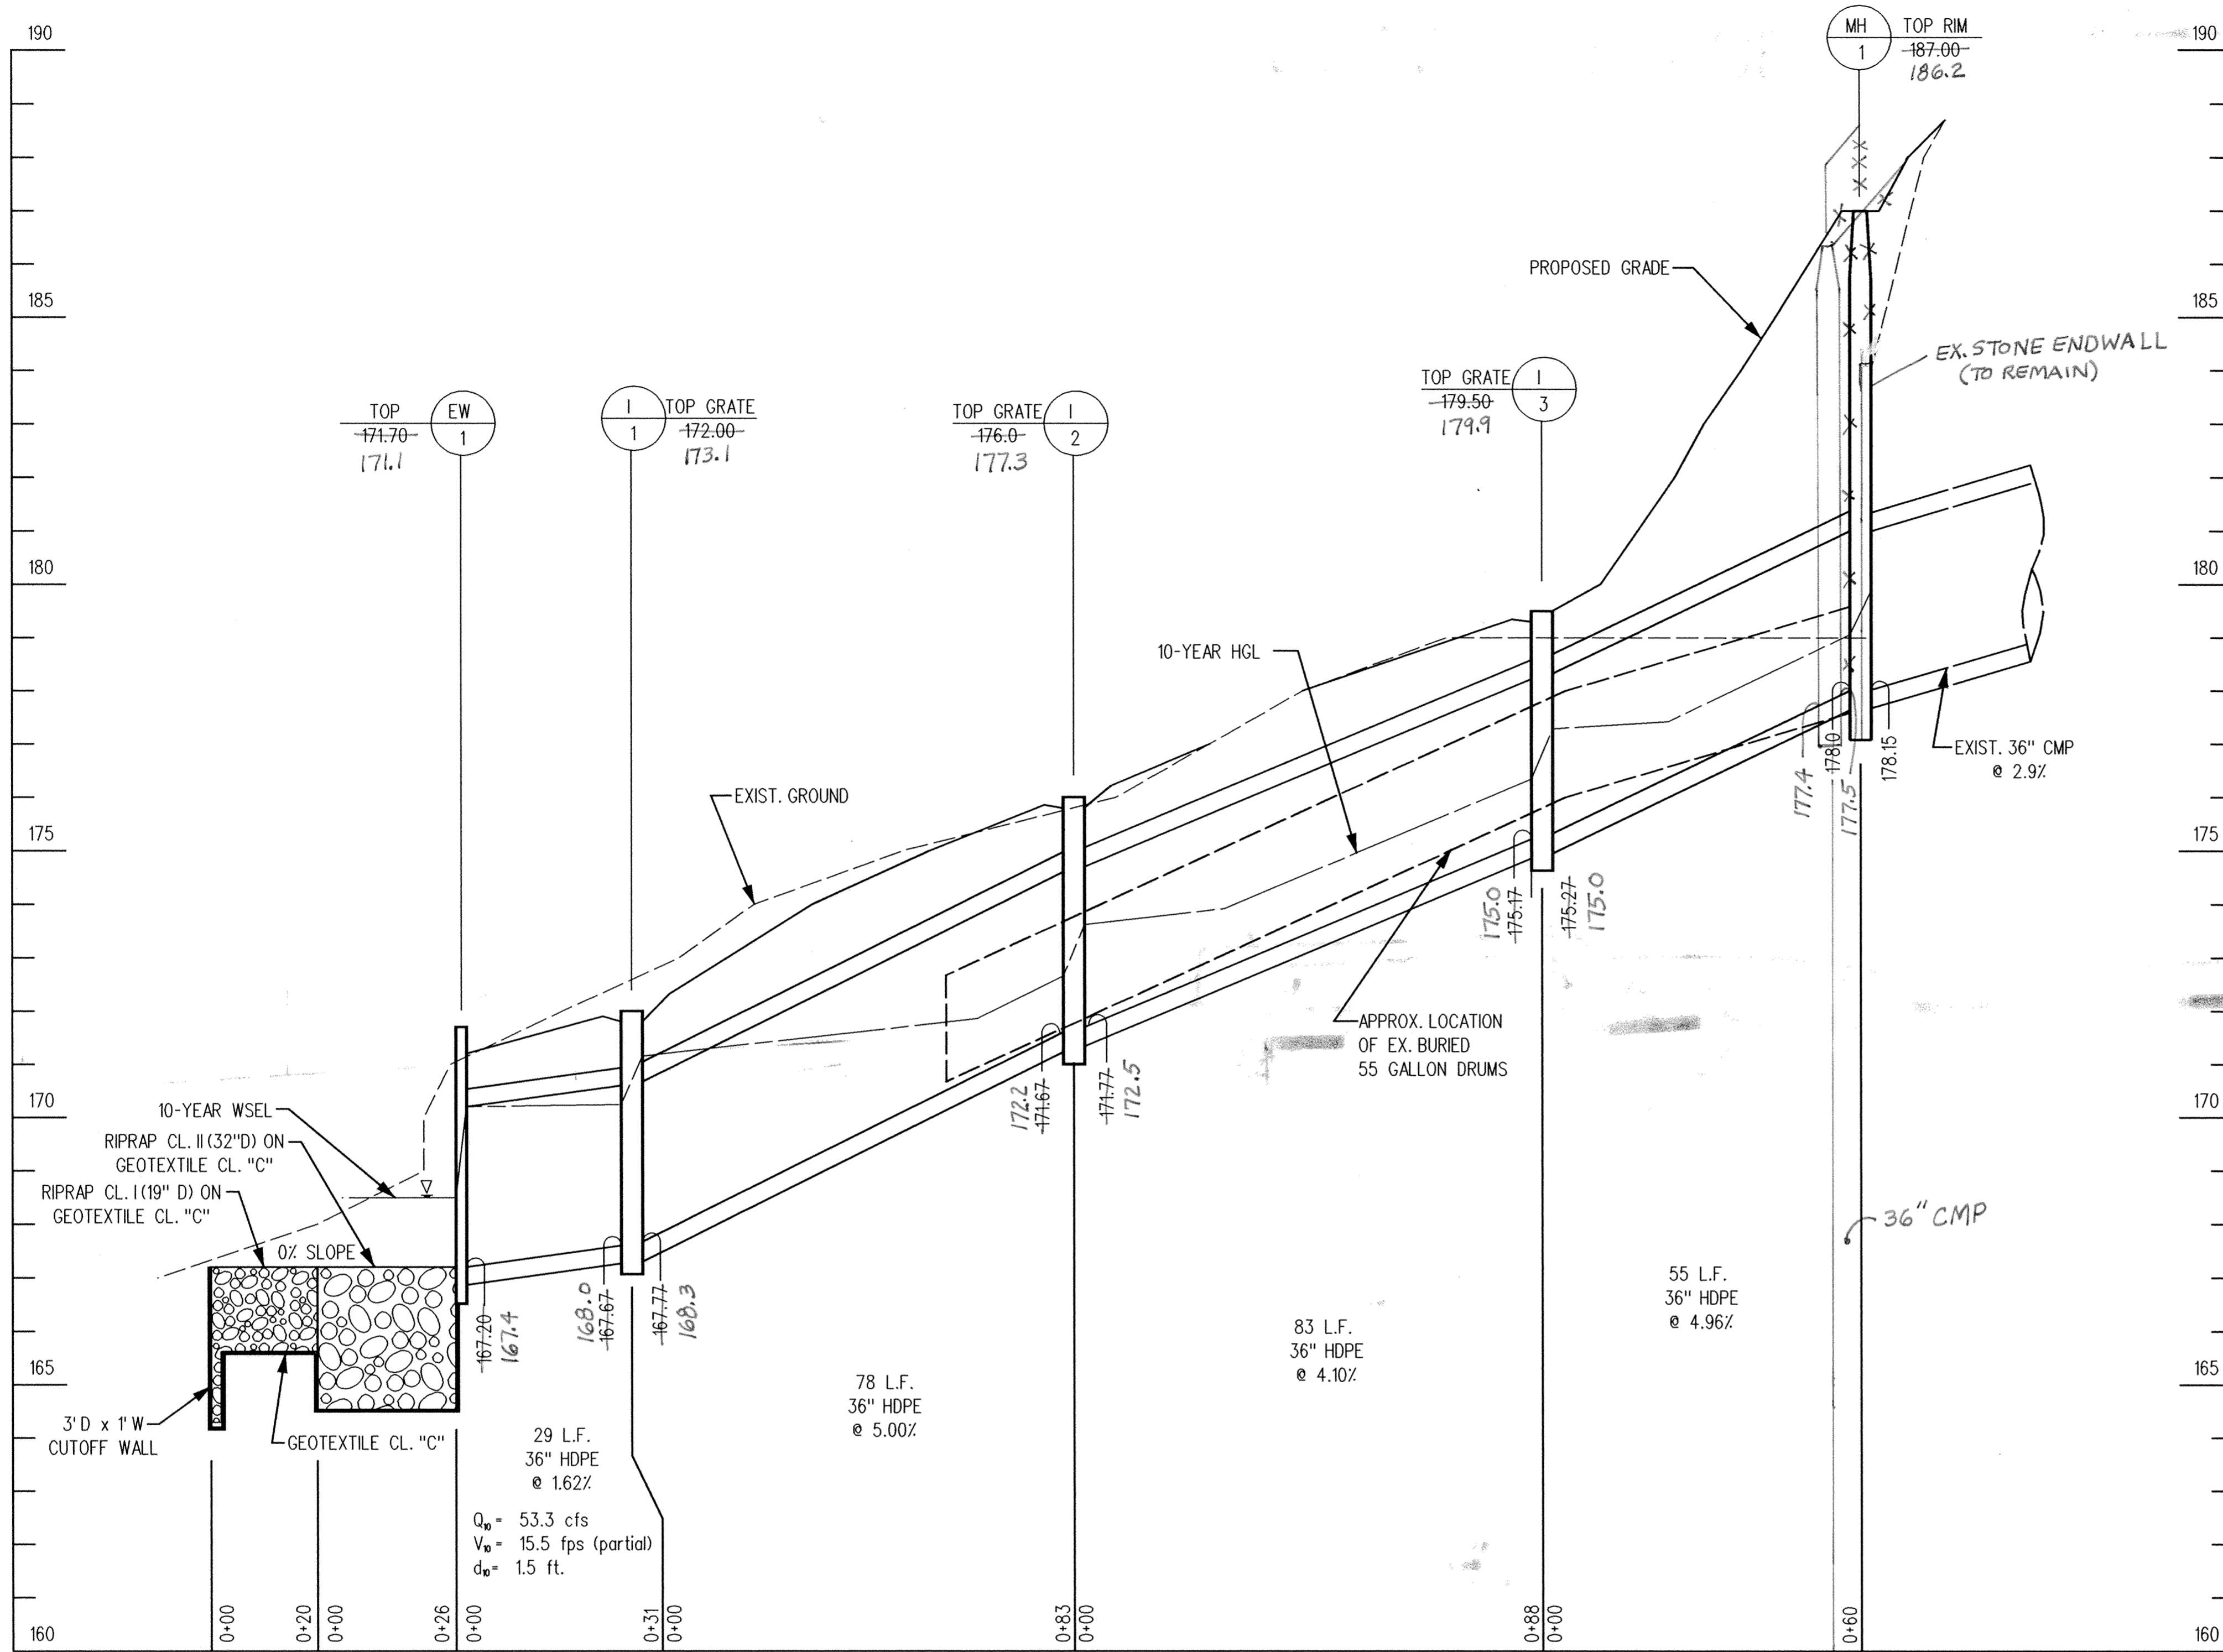 190
MH
1
TOP RIM
187.00
186.2
190
PROPOSED GRADE
185
185
EX. STONE ENDWALL
(TO REMAIN)
TOP
171.70
171.1
EW
1
I
1
TOP GRATE
172.00
173.1
TOP GRATE
176.0
177.3
I
2
TOP GRATE
179.50
179.9
I
3
180
180
10-YEAR HGL
EXIST. GROUND
EXIST. 36" CMP
@ 2.9%
177.4
178.0
177.5
178.15
175
175
175.0
175.17
175.27
175.0
APPROX. LOCATION
OF EX. BURIED
55 GALLON DRUMS
172.2
171.67
171.77
172.5
170
170
10-YEAR WSEL
RIPRAP CL. II (32"D) ON
GEOTEXTILE CL. "C"
RIPRAP CL. I (19" D) ON
GEOTEXTILE CL. "C"
0% SLOPE
36" CMP
167.20
167.4
168.0
167.67
167.77
168.3
165
165
55 L.F.
36" HDPE
@ 4.96%
83 L.F.
36" HDPE
@ 4.10%
78 L.F.
36" HDPE
@ 5.00%
3' D x 1' W
CUTOFF WALL
GEOTEXTILE CL. "C"
29 L.F.
36" HDPE
@ 1.62%
Q10 = 53.3 cfs
V10 = 15.5 fps (partial)
d10 = 1.5 ft.
160
0+00
0+20
0+00
0+26
0+00
0+31
0+00
0+83
0+00
0+88
0+00
0+60
160